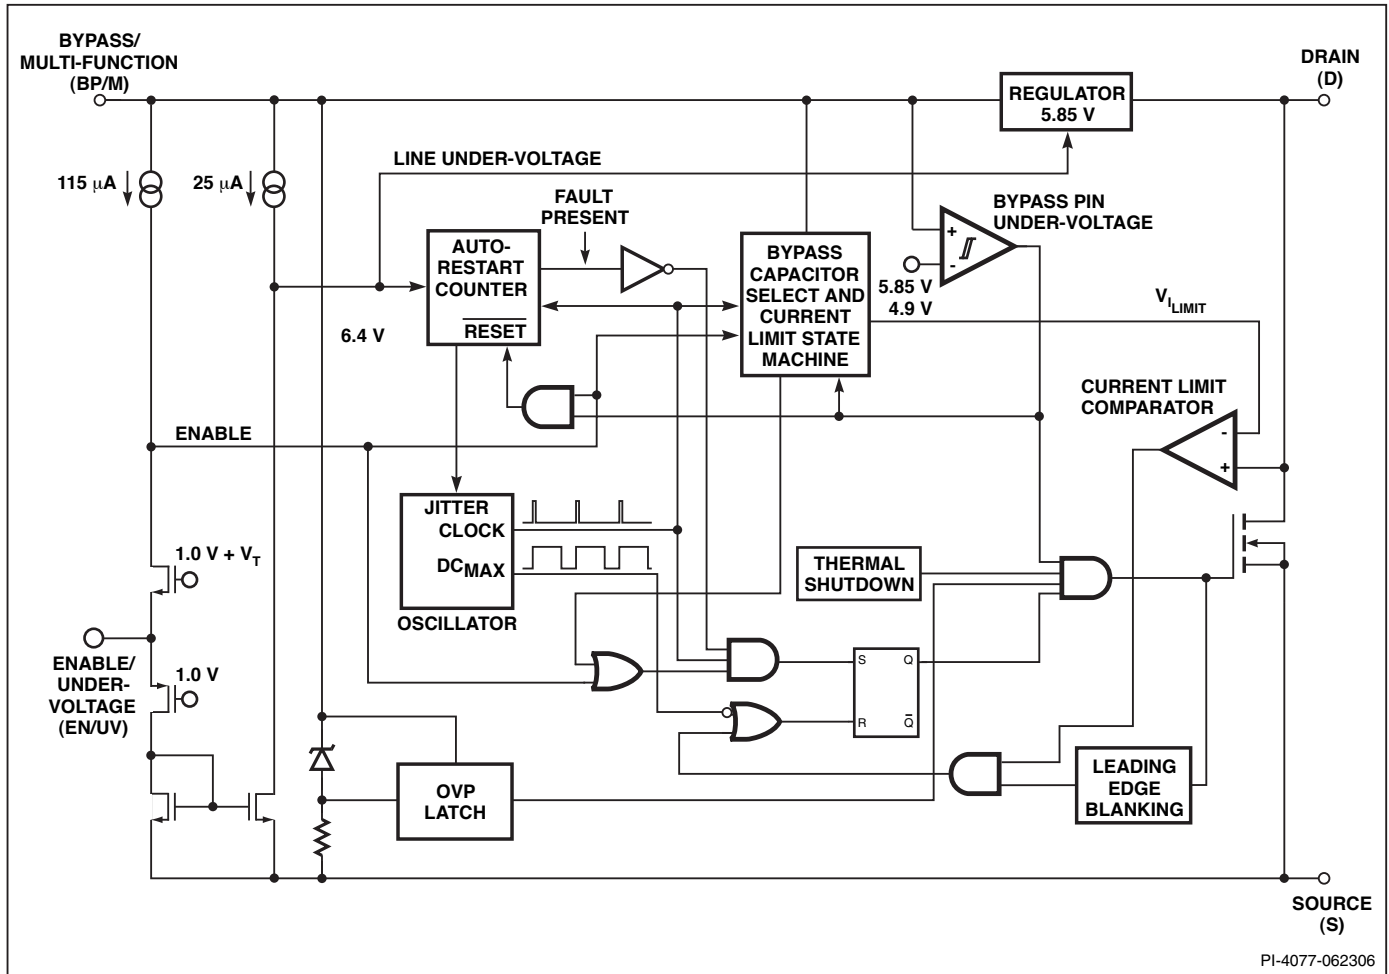 BYPASS/
MULTI-FUNCTION
(BP/M)
DRAIN
(D)
REGULATOR
5.85 V
LINE UNDER-VOLTAGE
115 μA
25 μA
FAULT
PRESENT
BYPASS PIN
UNDER-VOLTAGE
AUTO-
RESTART
COUNTER
RESET
BYPASS
CAPACITOR
SELECT AND
CURRENT
LIMIT STATE
MACHINE
+
-
5.85 V
4.9 V
VILIMIT
6.4 V
CURRENT LIMIT
COMPARATOR
-
+
ENABLE
JITTER
CLOCK
DCMAX
OSCILLATOR
1.0 V + VT
THERMAL
SHUTDOWN
ENABLE/
UNDER-
VOLTAGE
(EN/UV)
1.0 V
S Q
R Q̅
OVP
LATCH
LEADING
EDGE
BLANKING
SOURCE
(S)
PI-4077-062306